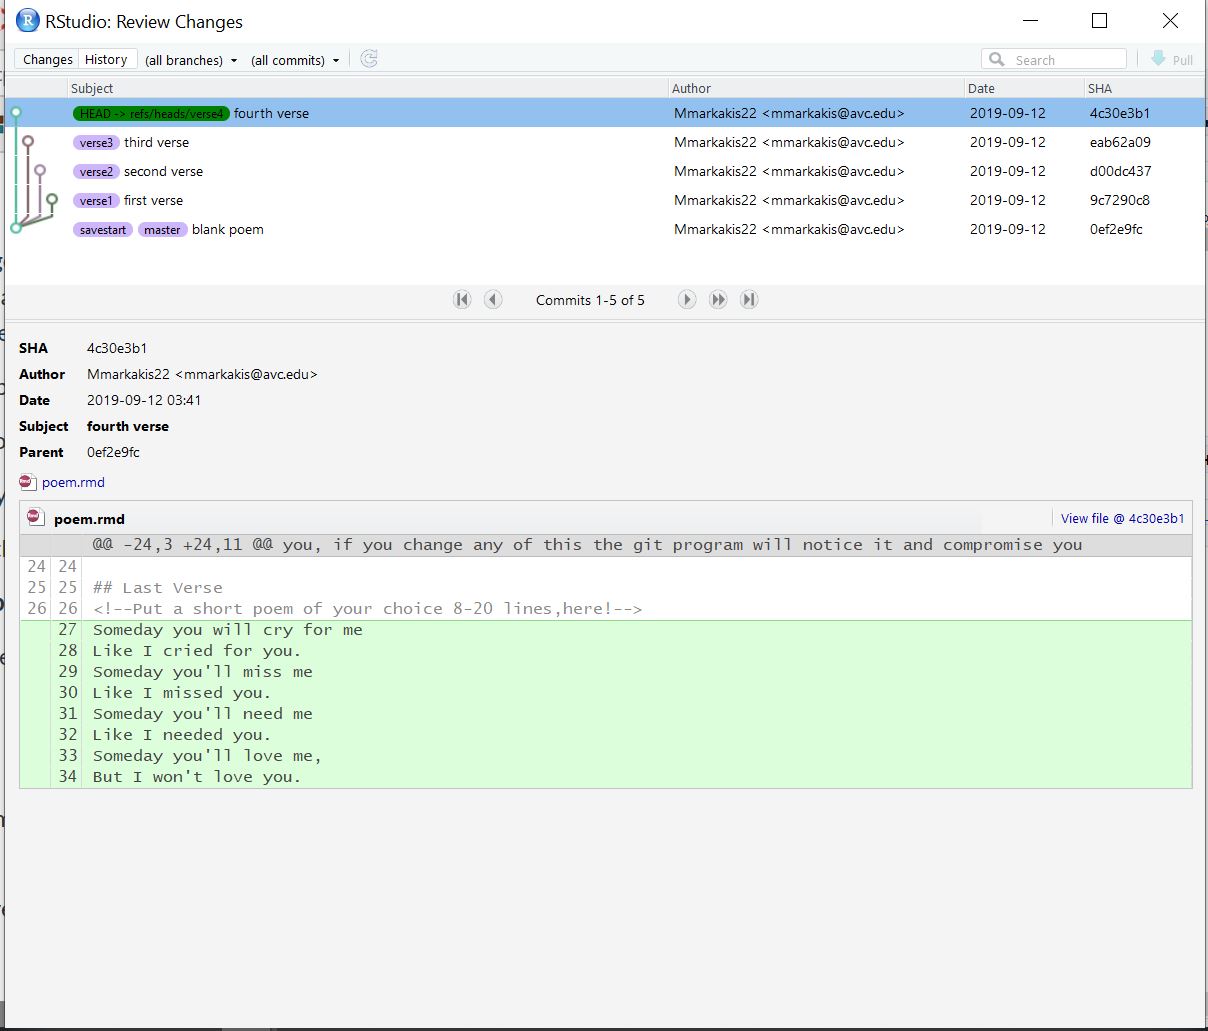 RStudio: Review Changes
Changes History (all branches) (all commits) Search Pull
Subject Author Date SHA
HEAD -> refs/heads/verse4 fourth verse Mmarkakis22 <mmarkakis@avc.edu> 2019-09-12 4c30e3b1
verse3 third verse Mmarkakis22 <mmarkakis@avc.edu> 2019-09-12 eab62a09
verse2 second verse Mmarkakis22 <mmarkakis@avc.edu> 2019-09-12 d00dc437
verse1 first verse Mmarkakis22 <mmarkakis@avc.edu> 2019-09-12 9c7290c8
savestart master blank poem Mmarkakis22 <mmarkakis@avc.edu> 2019-09-12 0ef2e9fc
Commits 1-5 of 5
SHA 4c30e3b1
Author Mmarkakis22 <mmarkakis@avc.edu>
Date 2019-09-12 03:41
Subject fourth verse
Parent 0ef2e9fc
poem.rmd
poem.rmd View file @ 4c30e3b1
@@ -24,3 +24,11 @@ you, if you change any of this the git program will notice it and compromise you
24 24
25 25 ## Last Verse
26 26 <!--Put a short poem of your choice 8-20 lines,here!-->
27 Someday you will cry for me
28 Like I cried for you.
29 Someday you'll miss me
30 Like I missed you.
31 Someday you'll need me
32 Like I needed you.
33 Someday you'll love me,
34 But I won't love you.